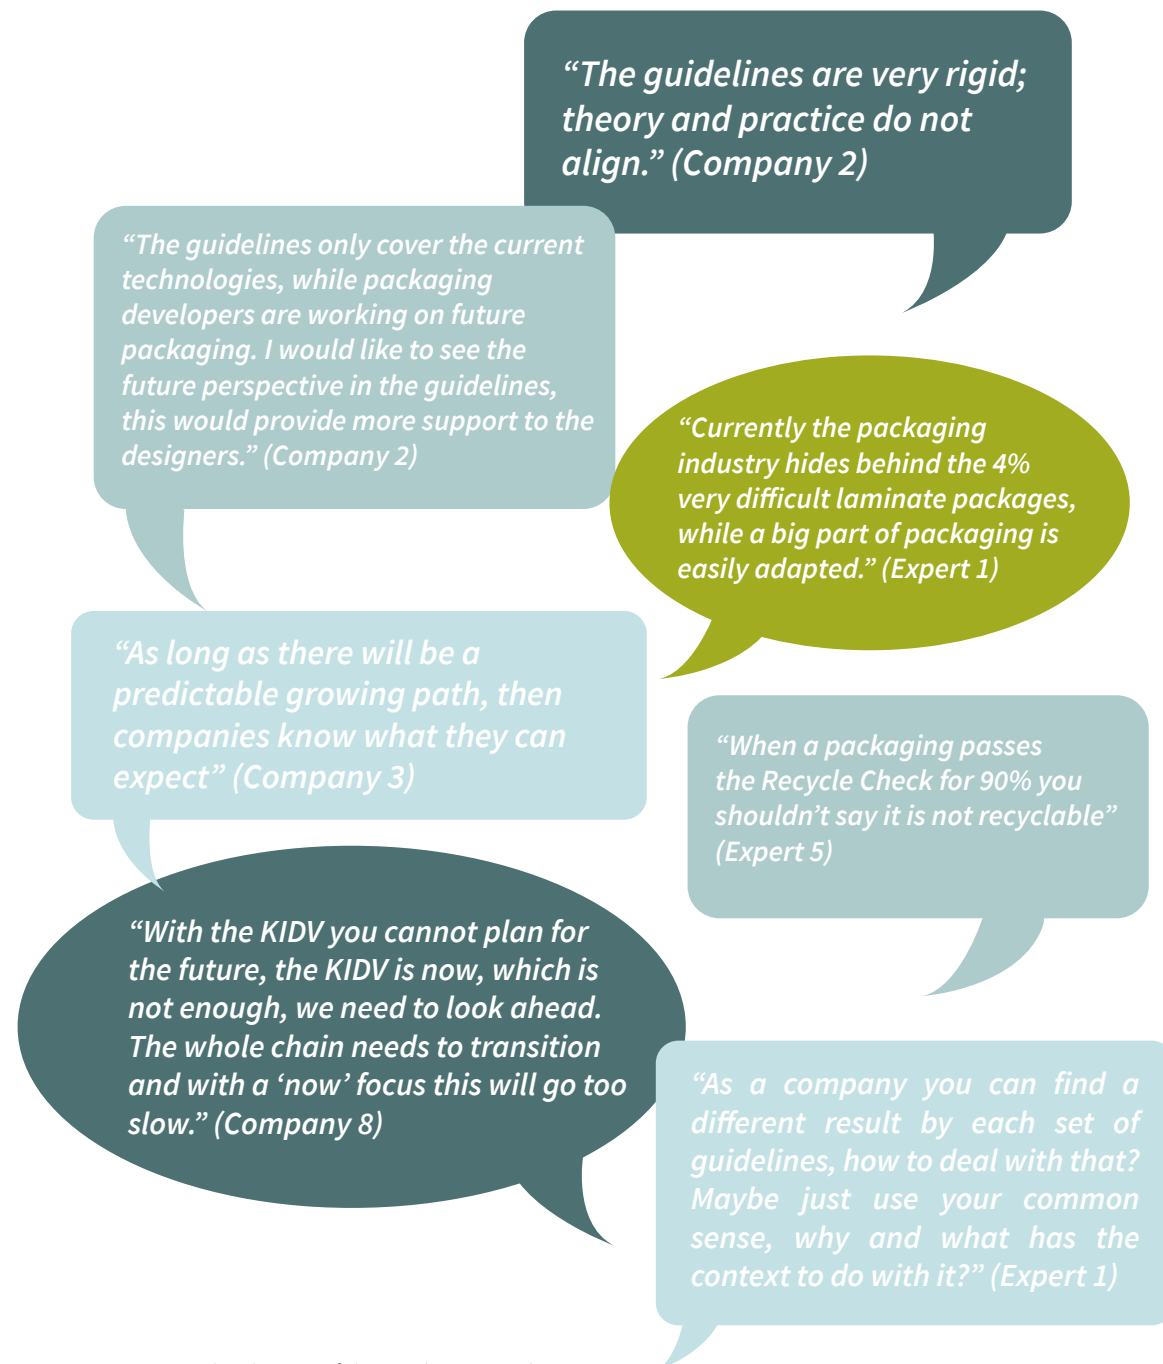 “The guidelines are very rigid;
theory and practice do not
align.” (Company 2)
“The guidelines only cover the current
technologies, while packaging
developers are working on future
packaging. I would like to see the
future perspective in the guidelines,
this would provide more support to the
designers.” (Company 2)
“Currently the packaging
industry hides behind the 4%
very difficult laminate packages,
while a big part of packaging is
easily adapted.” (Expert 1)
“As long as there will be a
predictable growing path, then
companies know what they can
expect” (Company 3)
“When a packaging passes
the Recycle Check for 90% you
shouldn’t say it is not recyclable”
(Expert 5)
“With the KIDV you cannot plan for
the future, the KIDV is now, which is
not enough, we need to look ahead.
The whole chain needs to transition
and with a ‘now’ focus this will go too
slow.” (Company 8)
“As a company you can find a
different result by each set of
guidelines, how to deal with that?
Maybe just use your common
sense, why and what has the
context to do with it?” (Expert 1)